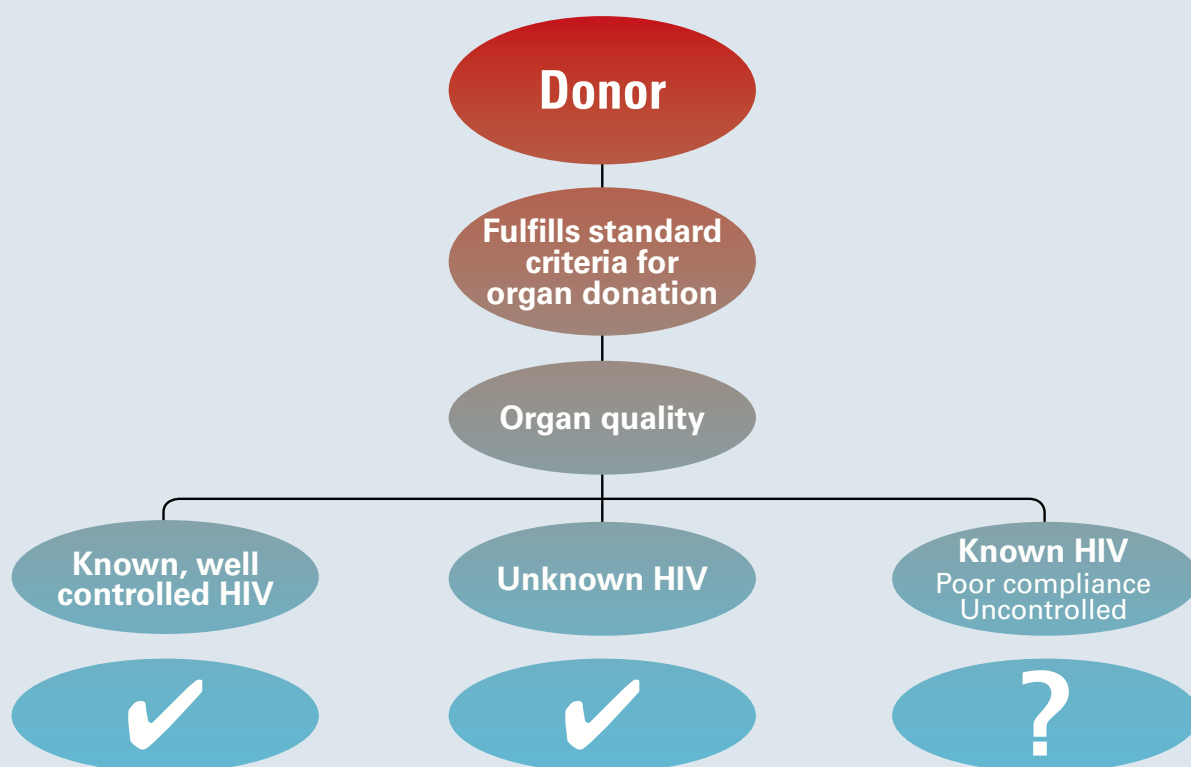 Donor
Fulfills standard
criteria for
organ donation
Organ quality
Known, well
controlled HIV
Unknown HIV
Known HIV
Poor compliance
Uncontrolled
✔
✔
?